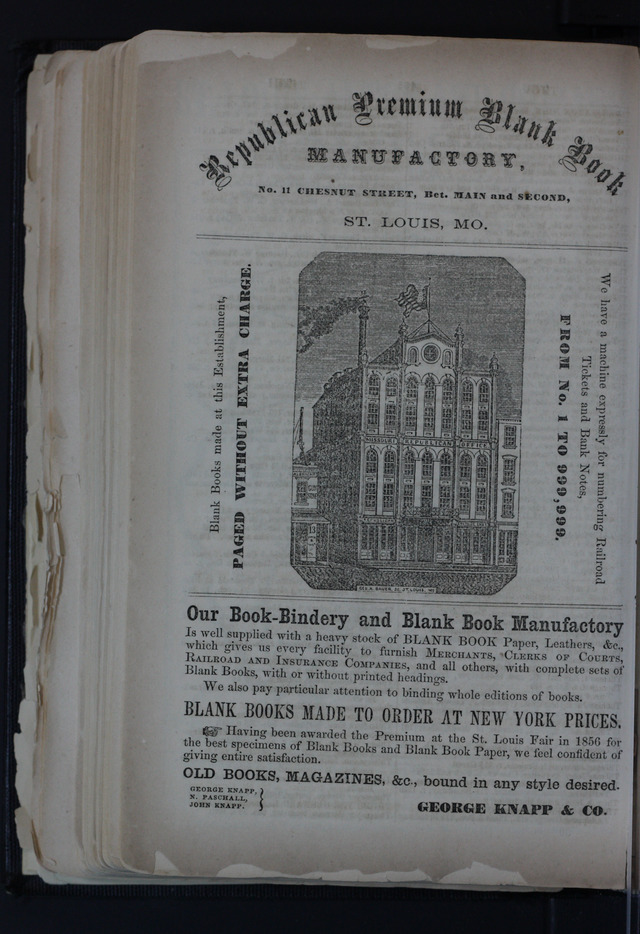 Republican Premium Blank Book
MANUFACTORY,
No. 11 CHESNUT STREET, Bet. MAIN and SECOND,
ST. LOUIS, MO.
Blank Books made at this Establishment,
PAGED WITHOUT EXTRA CHARGE.
We have a machine expressly for numbering Railroad
Tickets and Bank Notes,
FROM No. 1 TO 999,999.
MISSOURI REPUBLICAN
Our Book-Bindery and Blank Book Manufactory
Is well supplied with a heavy stock of BLANK BOOK Paper, Leathers, &c.,
which gives us every facility to furnish MERCHANTS, CLERKS OF COURTS,
RAILROAD AND INSURANCE COMPANIES, and all others, with complete sets of
Blank Books, with or without printed headings.
We also pay particular attention to binding whole editions of books.
BLANK BOOKS MADE TO ORDER AT NEW YORK PRICES.
☞ Having been awarded the Premium at the St. Louis Fair in 1856 for
the best specimens of Blank Books and Blank Book Paper, we feel confident of
giving entire satisfaction.
OLD BOOKS, MAGAZINES, &c., bound in any style desired.
GEORGE KNAPP,
N. PASCHALL,
JOHN KNAPP.
GEORGE KNAPP & CO.